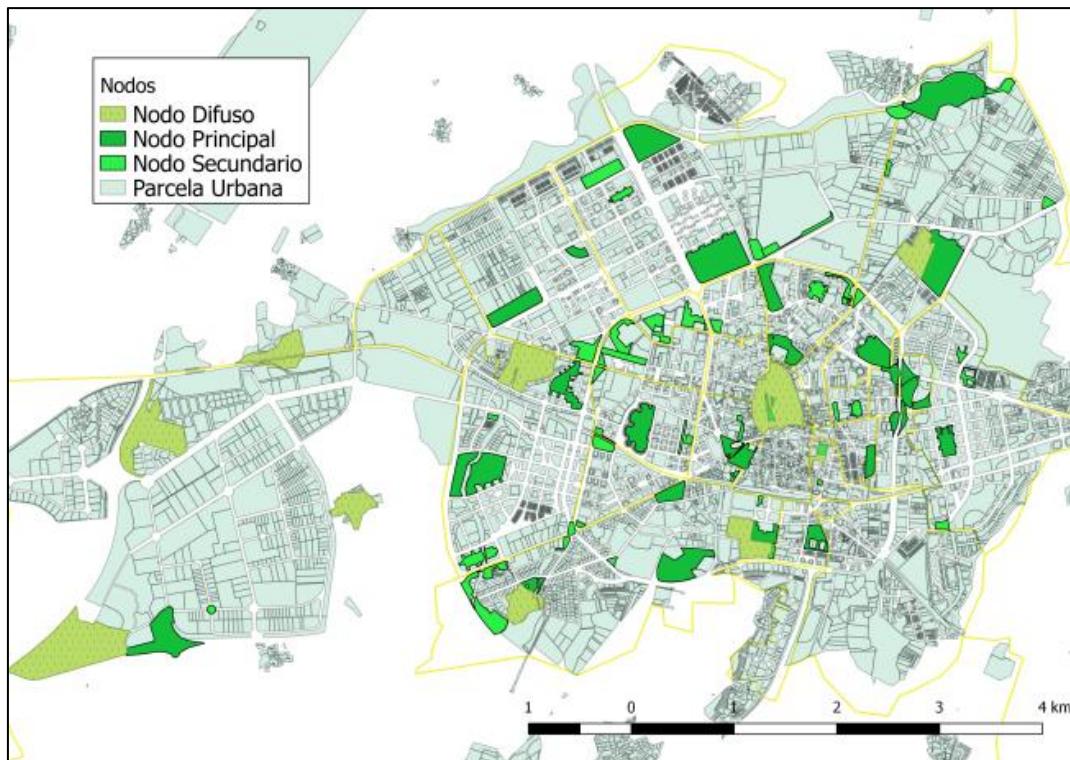 Nodos
Nodo Difuso
Nodo Principal
Nodo Secundario
Parcela Urbana
1 0 1 2 3 4 km